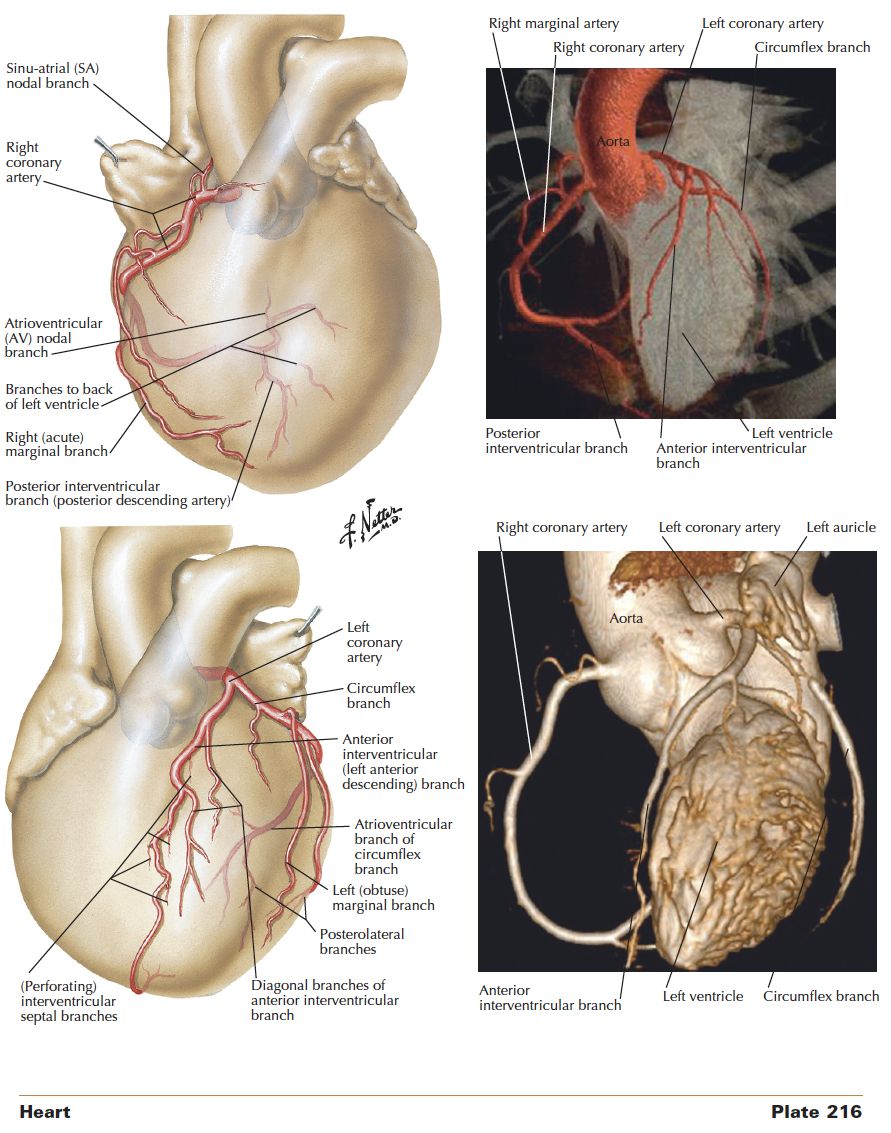 Sinu-atrial (SA)
nodal branch
Right
coronary
artery
Atrioventricular
(AV) nodal
branch
Branches to back
of left ventricle
Right (acute)
marginal branch
Posterior interventricular
branch (posterior descending artery)
Right marginal artery
Left coronary artery
Right coronary artery
Circumflex branch
Aorta
Posterior
interventricular branch
Anterior interventricular
branch
Left ventricle
F. Netter
M.D.
Left
coronary
artery
Circumflex
branch
Anterior
interventricular
(left anterior
descending) branch
Atrioventricular
branch of
circumflex
branch
Left (obtuse)
marginal branch
Posterolateral
branches
(Perforating)
interventricular
septal branches
Diagonal branches of
anterior interventricular
branch
Right coronary artery
Left coronary artery
Left auricle
Aorta
Anterior
interventricular branch
Left ventricle
Circumflex branch
Heart
Plate 216